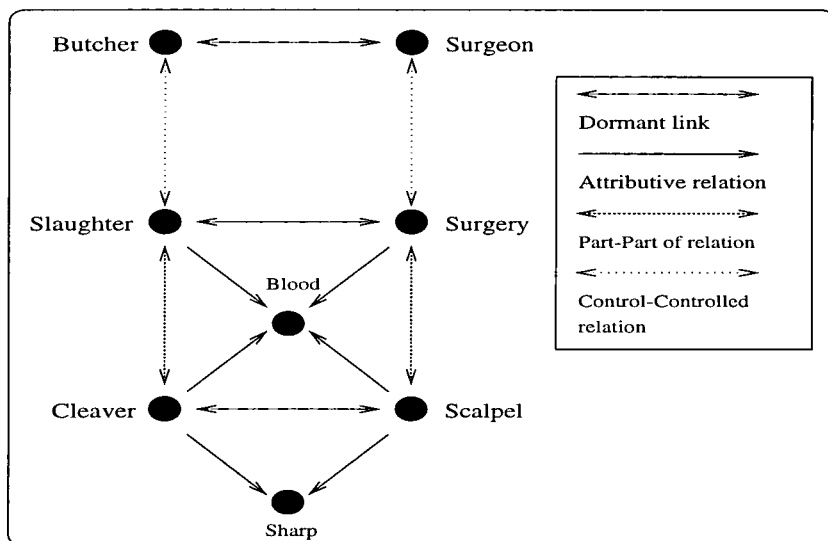 Butcher
Surgeon
Dormant link
Attributive relation
Slaughter
Surgery
Part-Part of relation
Blood
Control-Controlled
relation
Cleaver
Scalpel
Sharp